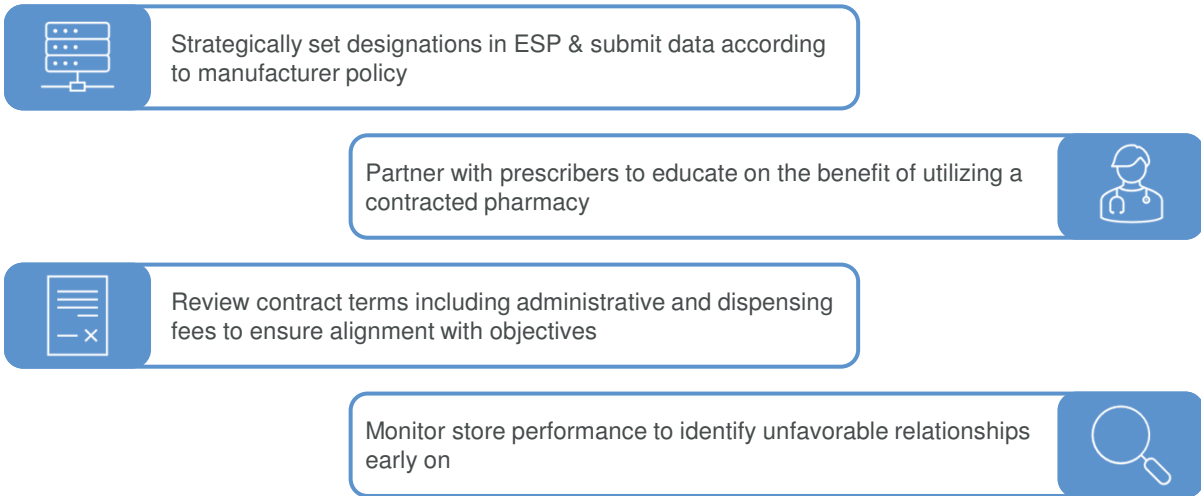 Strategically set designations in ESP & submit data according
to manufacturer policy
Partner with prescribers to educate on the benefit of utilizing a
contracted pharmacy
Review contract terms including administrative and dispensing
fees to ensure alignment with objectives
Monitor store performance to identify unfavorable relationships
early on